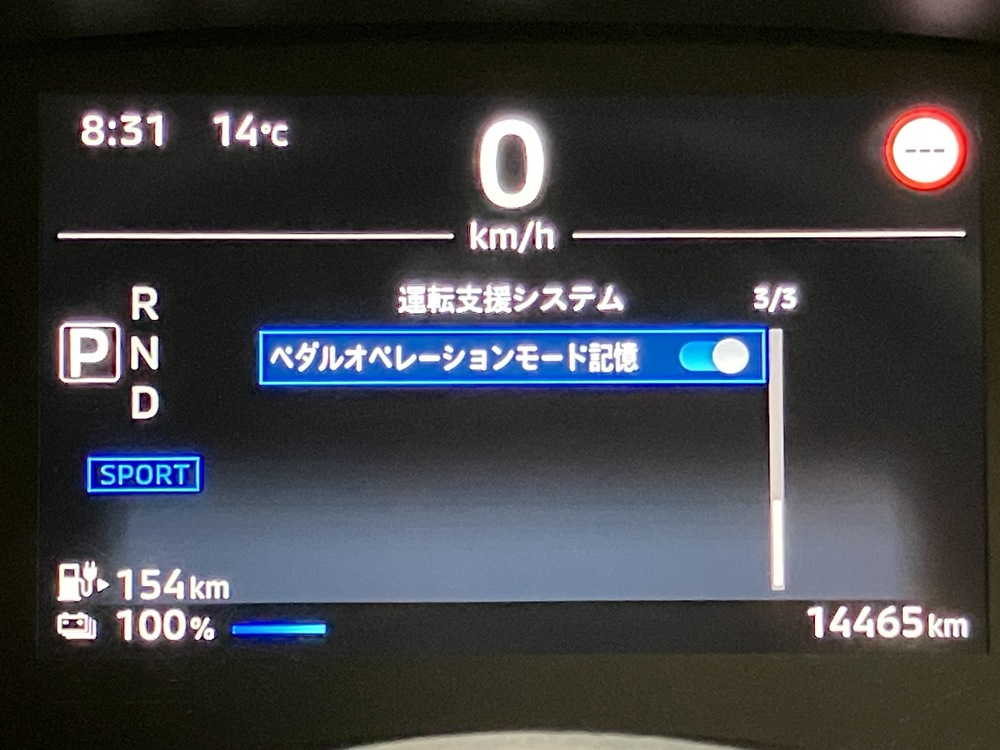 8:31 14℃
0
km/h
---
運転支援システム 3/3
R
P N
D
ペダルオペレーションモード記憶
SPORT
154km
100%
14465km